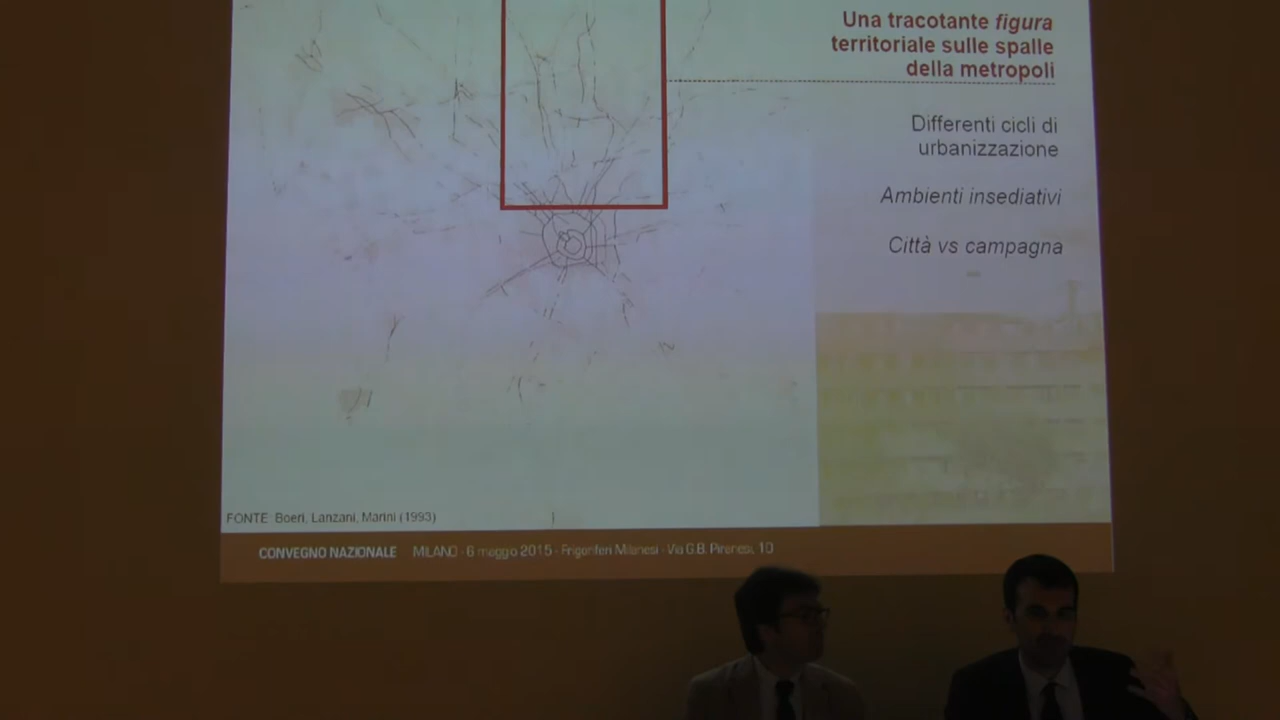 Una tracotante figura
territoriale sulle spalle
della metropoli
Differenti cicli di
urbanizzazione
Ambienti insediativi
Città vs campagna
FONTE: Boeri, Lanzani, Marini (1993)
CONVEGNO NAZIONALE MILANO - 6 maggio 2015 - Frigoriferi Milanesi - Via G.B. Piranesi, 10